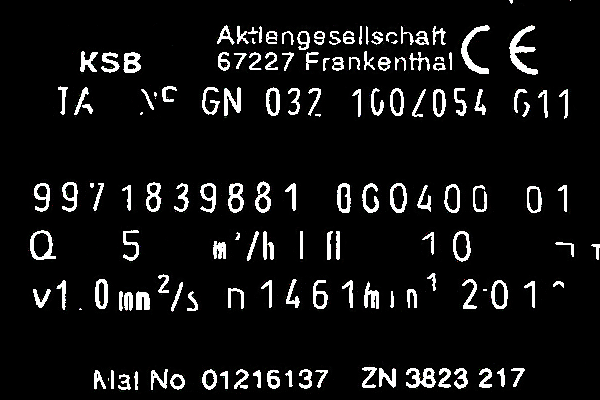 Aktiengesellschaft CE
KSB 67227 Frankenthal
GN 032
9971839881 000400 01
Q 5 m³/h 10
v1.0mm²/s n1461min
Mat No 01216137 ZN 3823 217